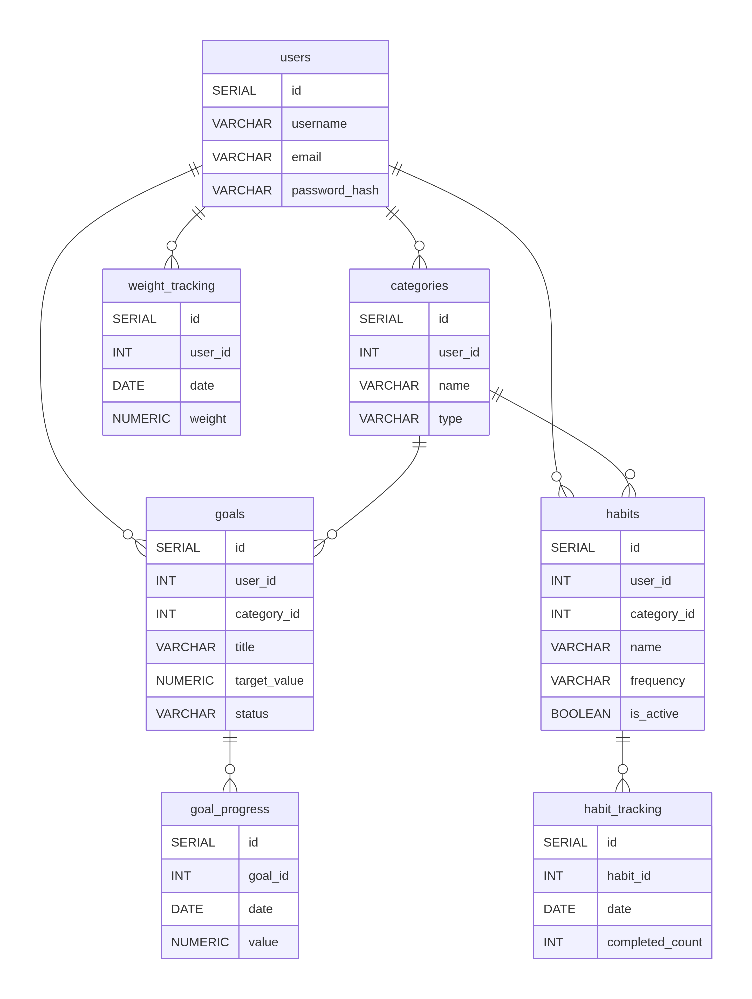 users
SERIAL id
VARCHAR username
VARCHAR email
VARCHAR password_hash
weight_tracking
SERIAL id
INT user_id
DATE date
NUMERIC weight
categories
SERIAL id
INT user_id
VARCHAR name
VARCHAR type
goals
SERIAL id
INT user_id
INT category_id
VARCHAR title
NUMERIC target_value
VARCHAR status
habits
SERIAL id
INT user_id
INT category_id
VARCHAR name
VARCHAR frequency
BOOLEAN is_active
goal_progress
SERIAL id
INT goal_id
DATE date
NUMERIC value
habit_tracking
SERIAL id
INT habit_id
DATE date
INT completed_count